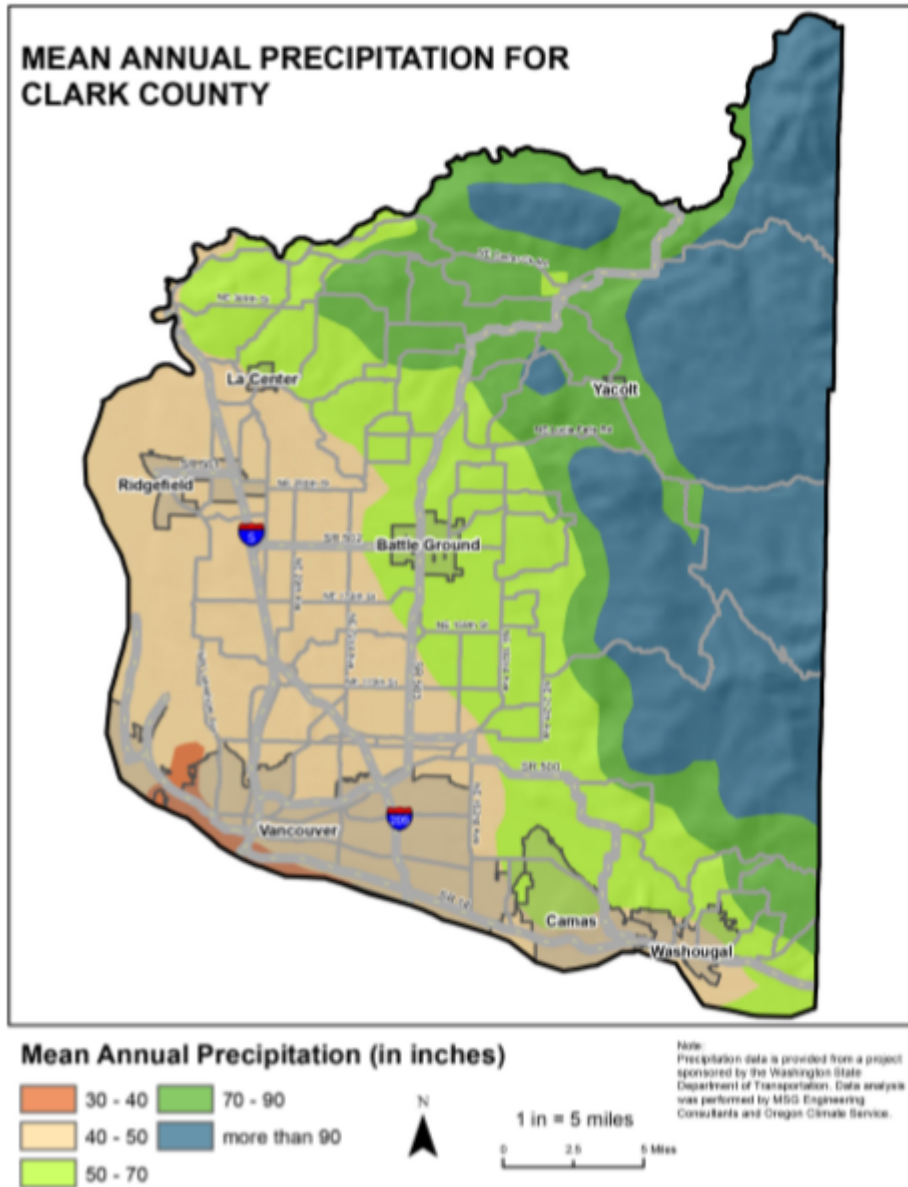 MEAN ANNUAL PRECIPITATION FOR
CLARK COUNTY
La Center
Yacolt
Ridgefield
5
SR 502
Battle Ground
SR 500
205
Vancouver
SR 14
Camas
Washougal
Mean Annual Precipitation (in inches)
30 - 40
40 - 50
50 - 70
70 - 90
more than 90
N
1 in = 5 miles
0 2.5 5 Miles
Note:
Precipitation data is provided from a project
sponsored by the Washington State
Department of Transportation. Data analysis
was performed by MSG Engineering
Consultants and Oregon Climate Service.